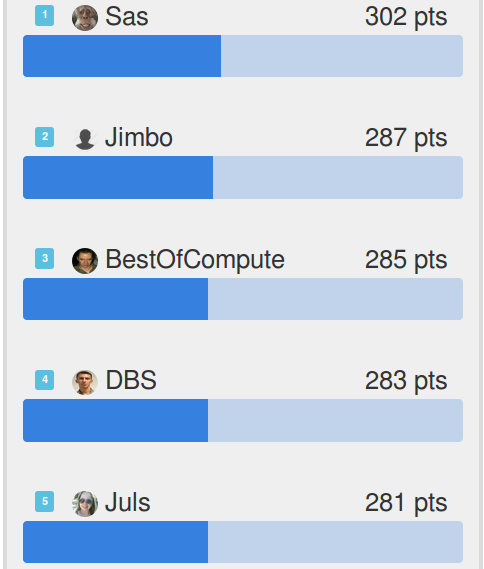 1 Sas 302 pts
2 Jimbo 287 pts
3 BestOfCompute 285 pts
4 DBS 283 pts
5 Juls 281 pts